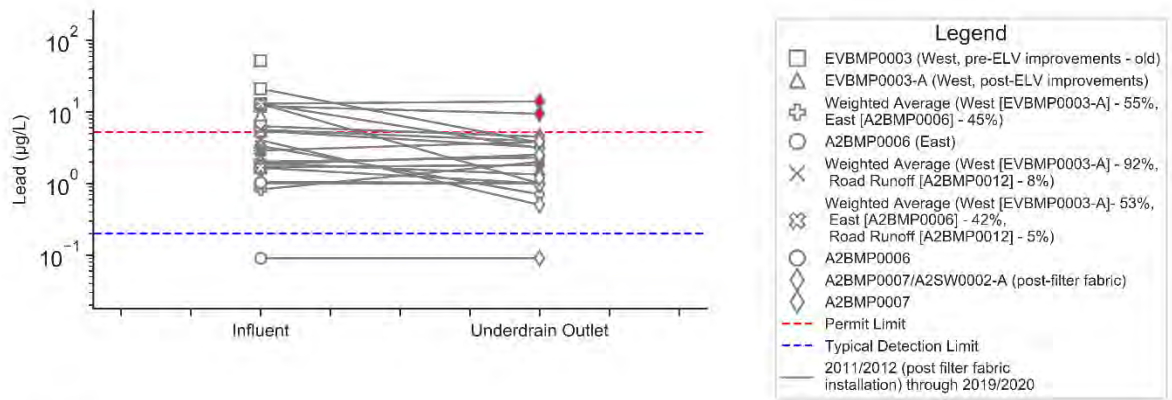 Lead (µg/L)
10²
10¹
10⁰
10⁻¹
Influent
Underdrain Outlet
Legend
EVBMP0003 (West, pre-ELV improvements - old)
EVBMP0003-A (West, post-ELV improvements)
Weighted Average (West [EVBMP0003-A] - 55%,
East [A2BMP0006] - 45%)
A2BMP0006 (East)
Weighted Average (West [EVBMP0003-A] - 92%,
Road Runoff [A2BMP0012] - 8%)
Weighted Average (West [EVBMP0003-A]- 53%,
East [A2BMP0006] - 42%,
Road Runoff [A2BMP0012] - 5%)
A2BMP0006
A2BMP0007/A2SW0002-A (post-filter fabric)
A2BMP0007
Permit Limit
Typical Detection Limit
2011/2012 (post filter fabric
installation) through 2019/2020